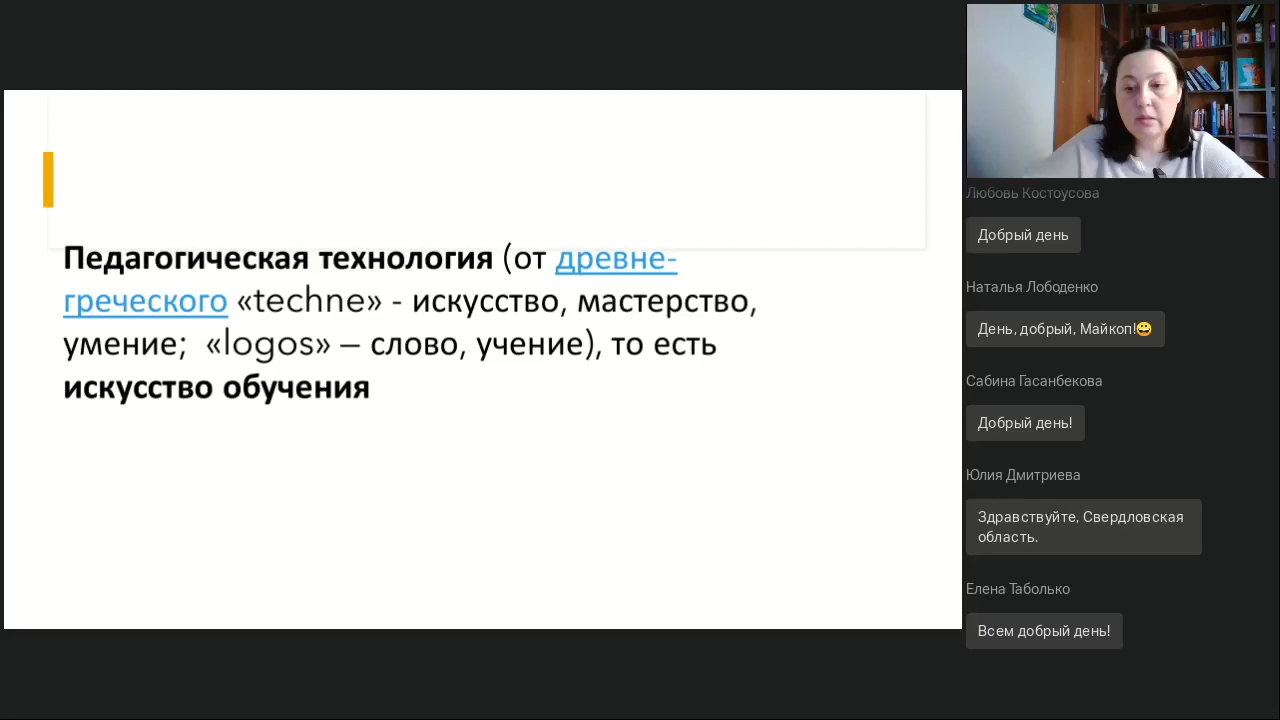 Педагогическая технология (от древне-
греческого «techne» - искусство, мастерство,
умение; «logos» – слово, учение), то есть
искусство обучения
Любовь Костоусова
Добрый день
Наталья Лободенко
День, добрый, Майкоп!😀
Сабина Гасанбекова
Добрый день!
Юлия Дмитриева
Здравствуйте, Свердловская
область.
Елена Таболько
Всем добрый день!